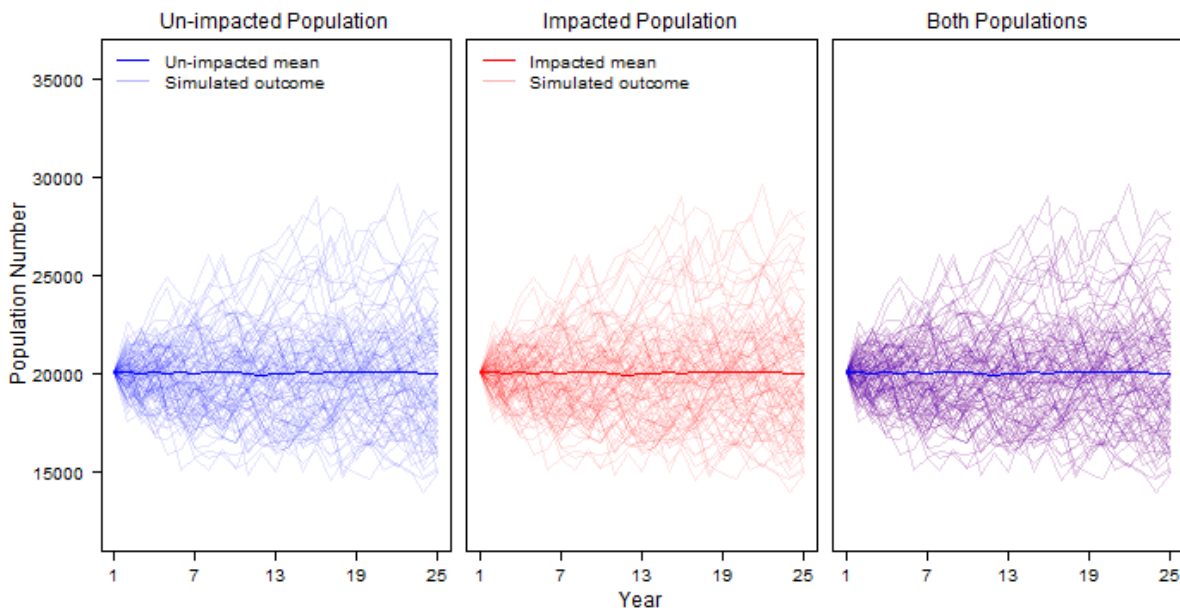 Un-impacted Population
Impacted Population
Both Populations
Un-impacted mean
Simulated outcome
Impacted mean
Simulated outcome
Population Number
35000
30000
25000
20000
15000
1 7 13 19 25
1 7 13 19 25
1 7 13 19 25
Year